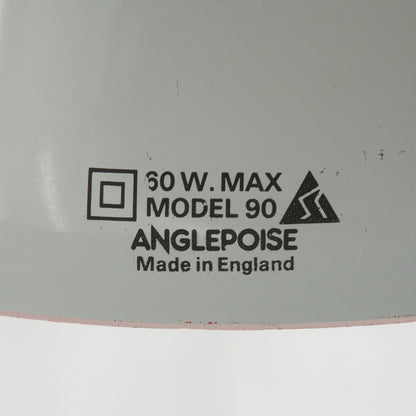 60 W. MAX
MODEL 90
ANGLEPOISE
Made in England